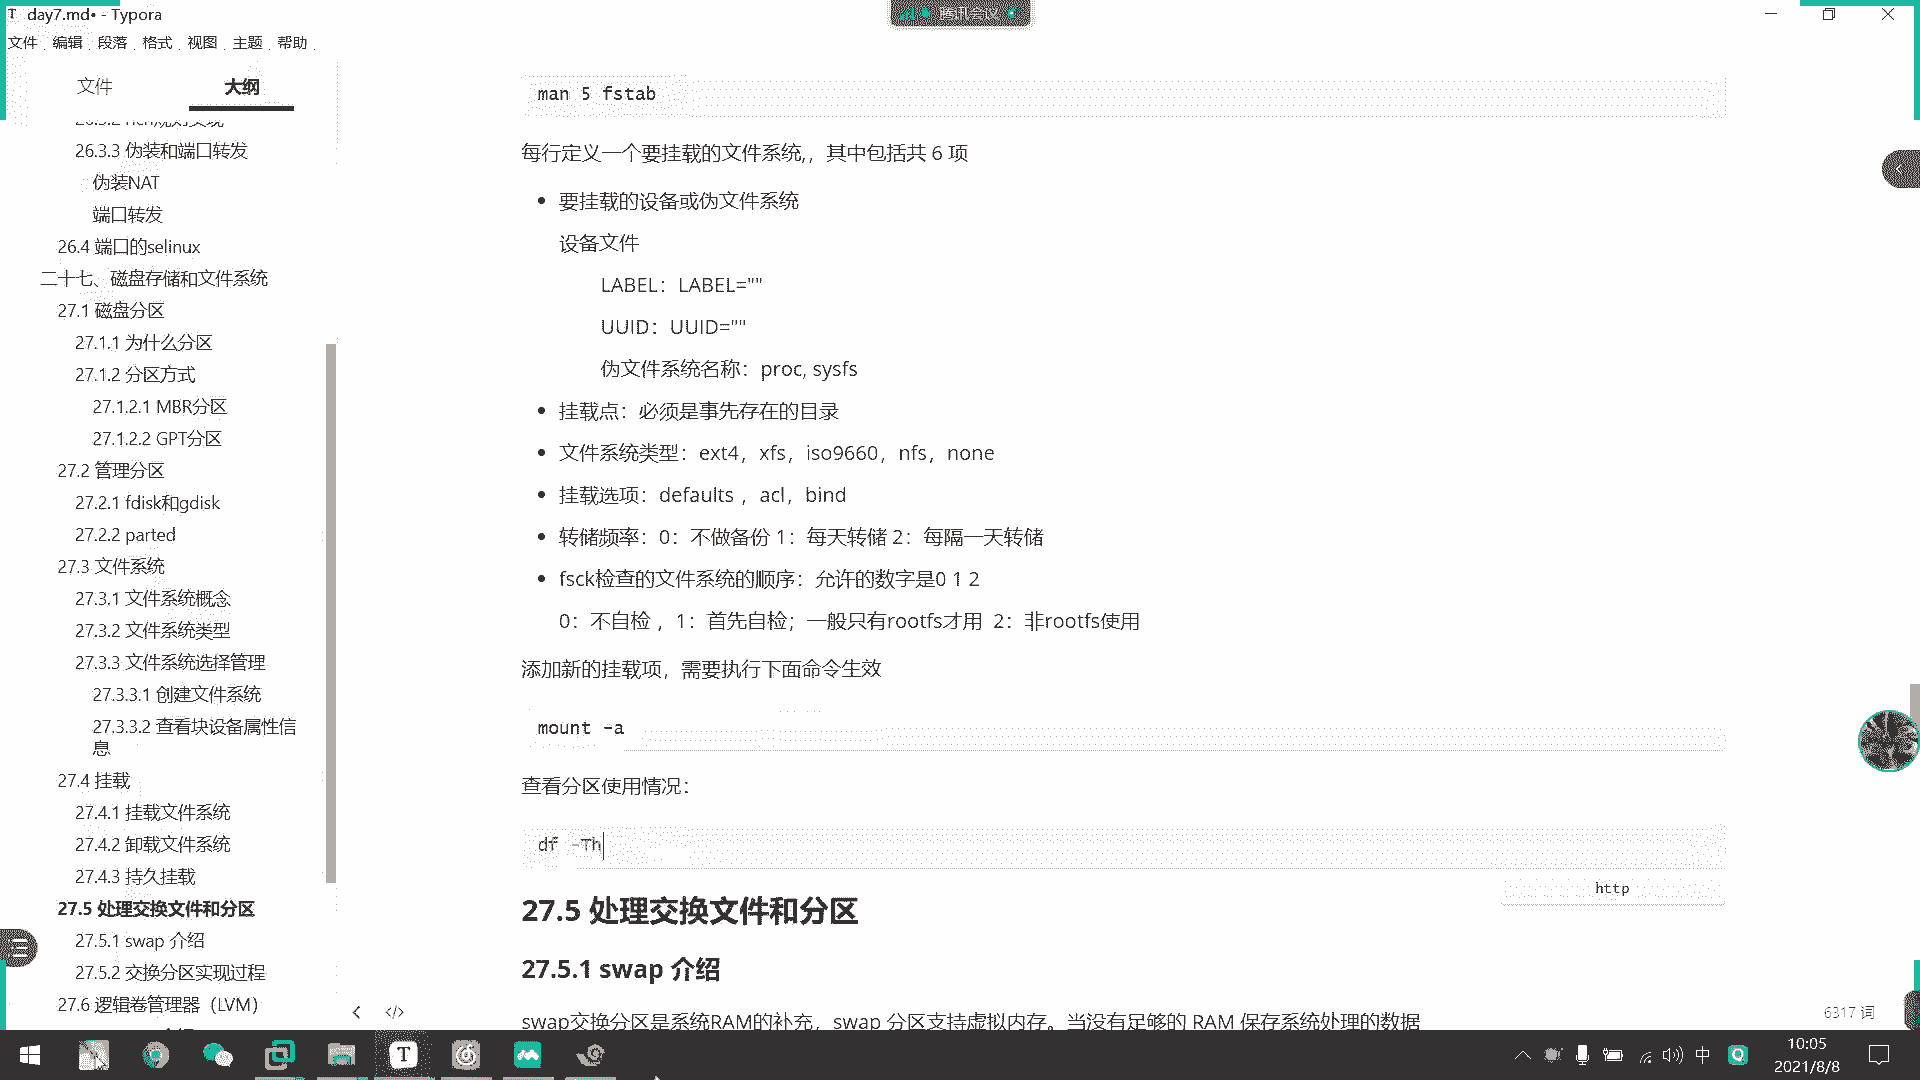 day7.md• - Typora
腾讯会议
文件 编辑 段落 格式 视图 主题 帮助
文件 大纲
26.3.3 伪装和端口转发
伪装NAT
端口转发
26.4 端口的selinux
二十七、磁盘存储和文件系统
27.1 磁盘分区
27.1.1 为什么分区
27.1.2 分区方式
27.1.2.1 MBR分区
27.1.2.2 GPT分区
27.2 管理分区
27.2.1 fdisk和gdisk
27.2.2 parted
27.3 文件系统
27.3.1 文件系统概念
27.3.2 文件系统类型
27.3.3 文件系统选择管理
27.3.3.1 创建文件系统
27.3.3.2 查看块设备属性信
息
27.4 挂载
27.4.1 挂载文件系统
27.4.2 卸载文件系统
27.4.3 持久挂载
27.5 处理交换文件和分区
27.5.1 swap 介绍
27.5.2 交换分区实现过程
27.6 逻辑卷管理器（LVM）
man 5 fstab
每行定义一个要挂载的文件系统,，其中包括共 6 项
• 要挂载的设备或伪文件系统
设备文件
LABEL：LABEL=""
UUID：UUID=""
伪文件系统名称：proc, sysfs
• 挂载点：必须是事先存在的目录
• 文件系统类型：ext4，xfs，iso9660，nfs，none
• 挂载选项：defaults ，acl，bind
• 转储频率：0：不做备份 1：每天转储 2：每隔一天转储
• fsck检查的文件系统的顺序：允许的数字是0 1 2
0：不自检 ，1：首先自检；一般只有rootfs才用 2：非rootfs使用
添加新的挂载项，需要执行下面命令生效
mount -a
查看分区使用情况：
df -Th
http
27.5 处理交换文件和分区
27.5.1 swap 介绍
swap交换分区是系统RAM的补充，swap 分区支持虚拟内存。当没有足够的 RAM 保存系统处理的数据
6317 词
中
10:05
2021/8/8